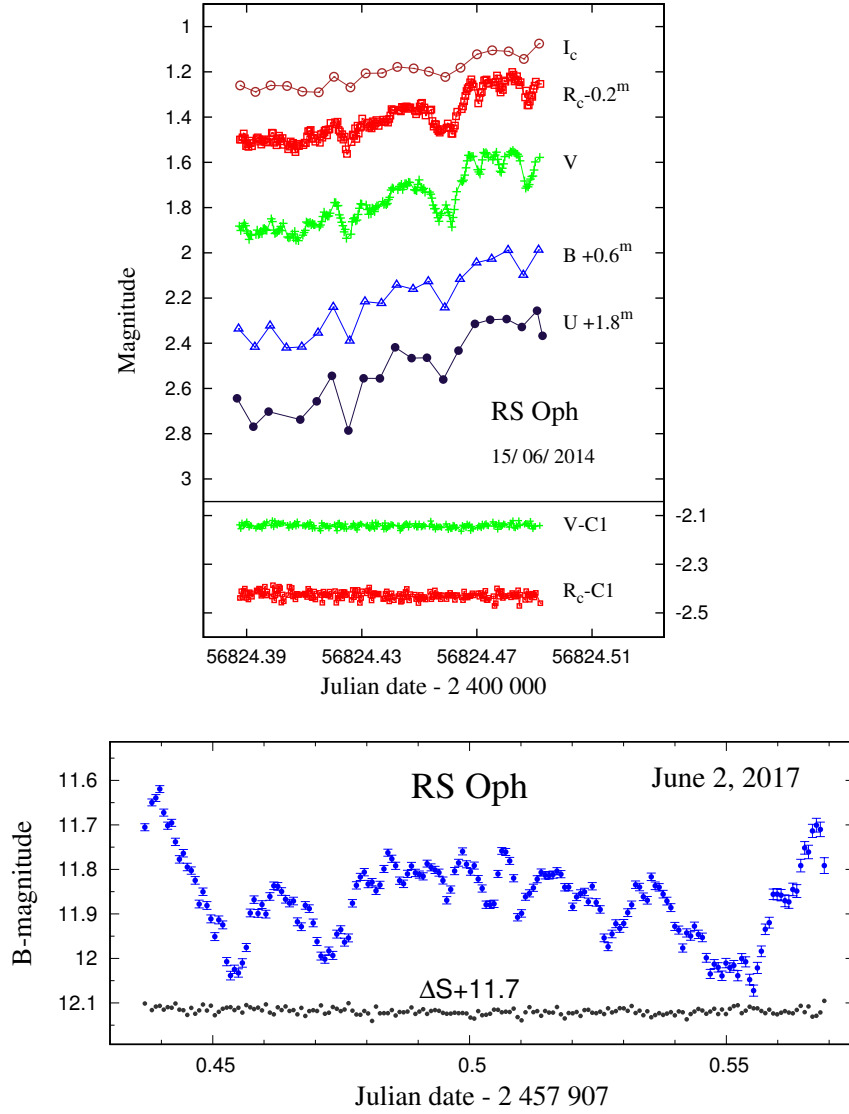 1
I_c
1.2
R_c-0.2^m
1.4
1.6
V
1.8
2
B +0.6^m
2.2
U +1.8^m
2.4
Magnitude
2.6
RS Oph
2.8
15/ 06/ 2014
3
V-C1
-2.1
-2.3
R_c-C1
-2.5
56824.39 56824.43 56824.47 56824.51
Julian date - 2 400 000
RS Oph June 2, 2017
11.6
11.7
11.8
11.9
12
12.1
B-magnitude
ΔS+11.7
0.45 0.5 0.55
Julian date - 2 457 907